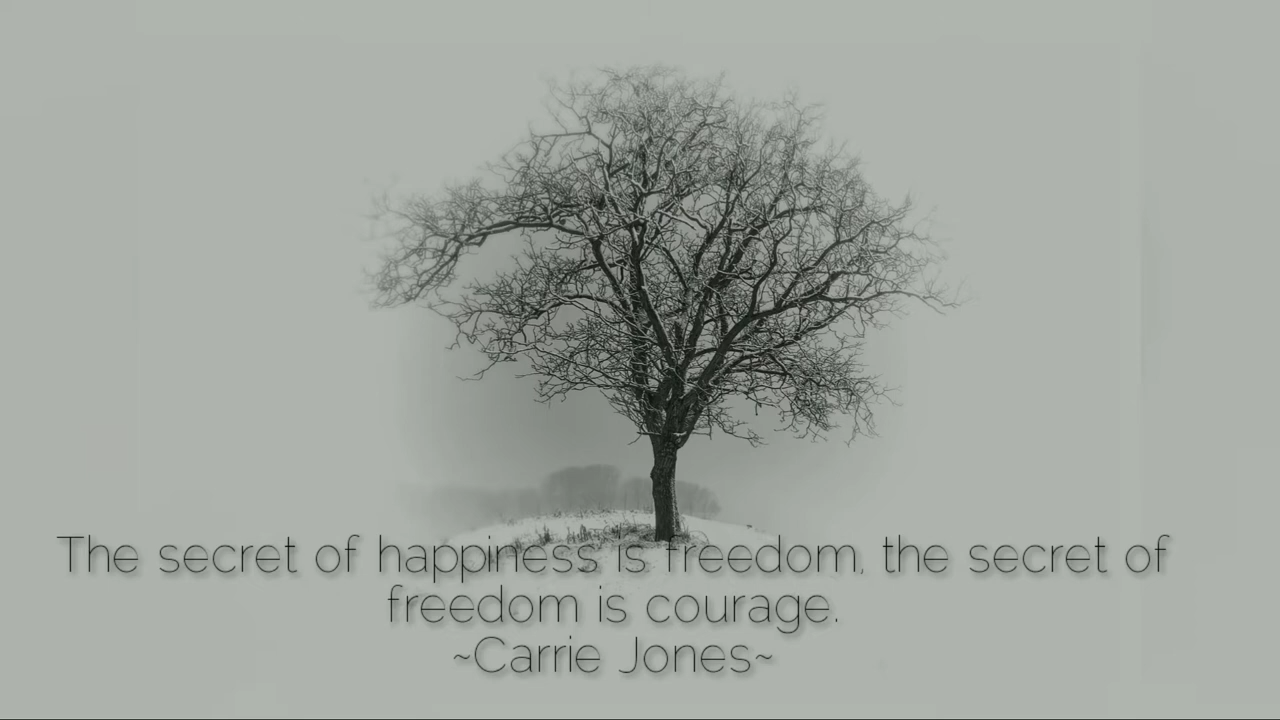 The secret of happiness is freedom, the secret of
freedom is courage.
~Carrie Jones~